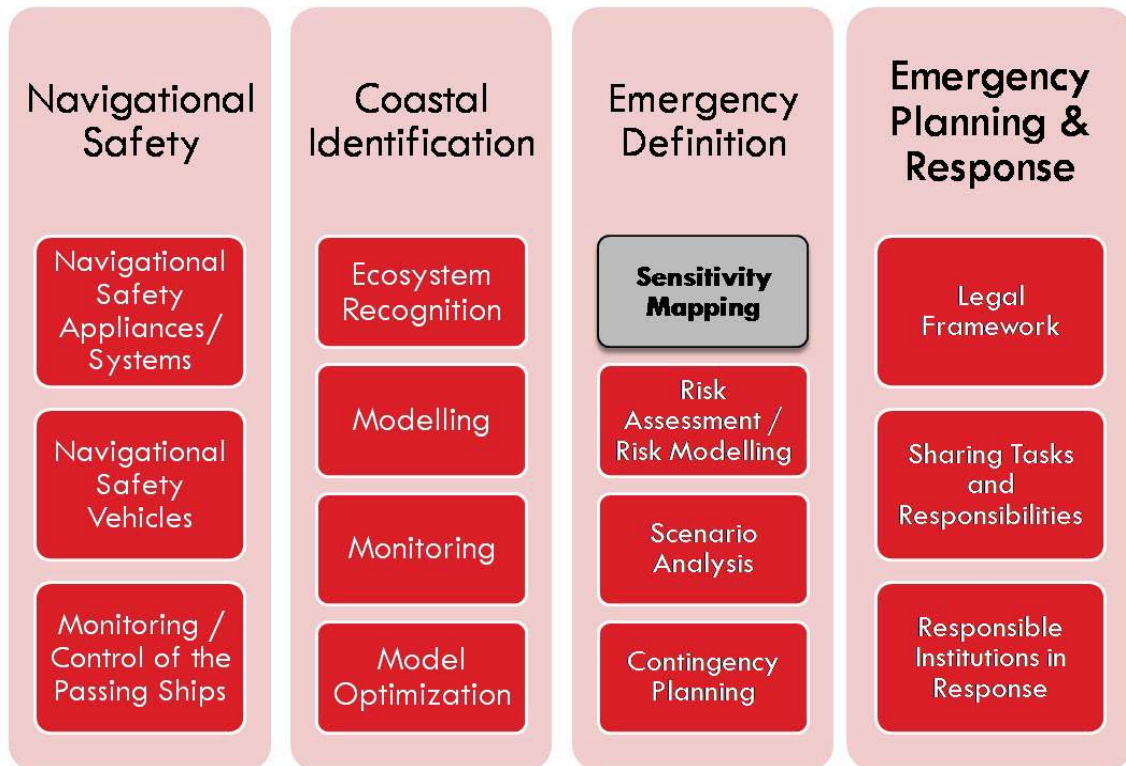 Navigational
Safety
Navigational
Safety
Appliances/
Systems
Navigational
Safety
Vehicles
Monitoring /
Control of the
Passing Ships
Coastal
Identification
Ecosystem
Recognition
Modelling
Monitoring
Model
Optimization
Emergency
Definition
Sensitivity
Mapping
Risk
Assessment /
Risk Modelling
Scenario
Analysis
Contingency
Planning
Emergency
Planning &
Response
Legal
Framework
Sharing Tasks
and
Responsibilities
Responsible
Institutions in
Response